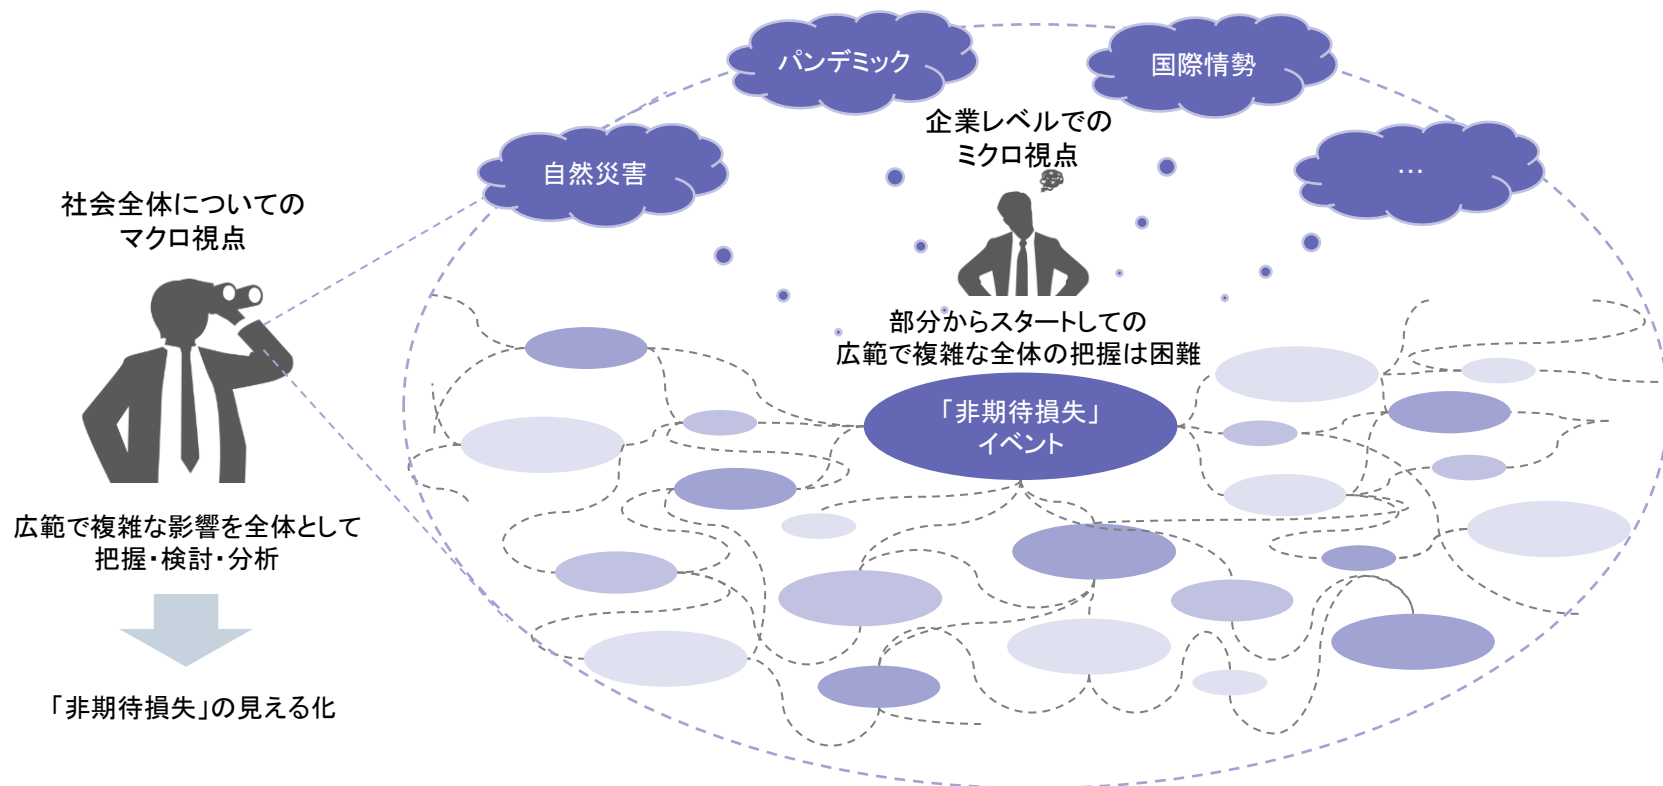 パンデミック
国際情勢
企業レベルでの
ミクロ視点
自然災害
…
社会全体についての
マクロ視点
部分からスタートしての
広範で複雑な全体の把握は困難
「非期待損失」
イベント
広範で複雑な影響を全体として
把握・検討・分析
「非期待損失」の見える化